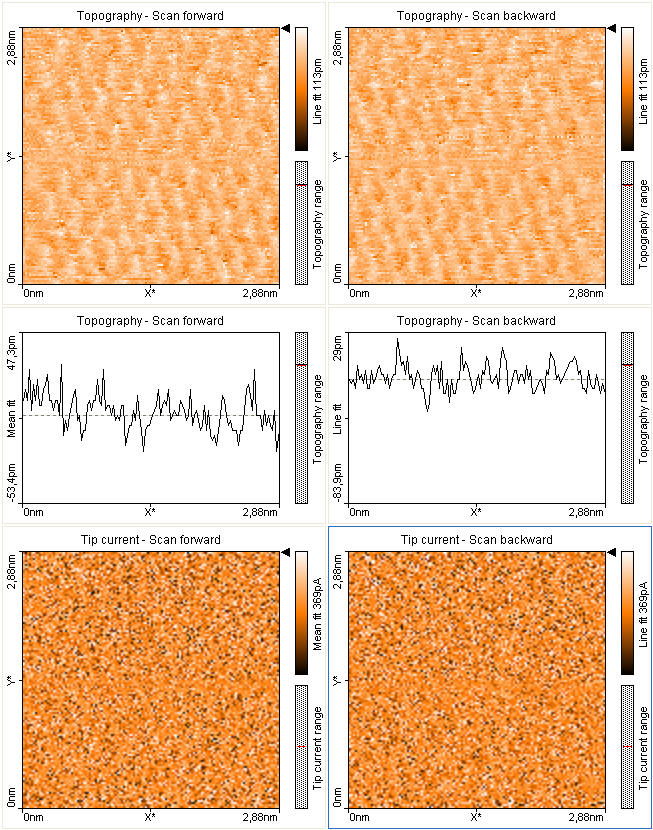 Topography - Scan forward
2,88nm
Y*
0nm
0nm
X*
2,88nm
Line fit 113pm
Topography range
Topography - Scan backward
2,88nm
Y*
0nm
0nm
X*
2,88nm
Line fit 113pm
Topography range
Topography - Scan forward
47,3pm
Mean fit
-53,4pm
0nm
X*
2,88nm
Topography range
Topography - Scan backward
29pm
Line fit
-83,9pm
0nm
X*
2,88nm
Topography range
Tip current - Scan forward
2,88nm
Y*
0nm
0nm
X*
2,88nm
Mean fit 369pA
Tip current range
Tip current - Scan backward
2,88nm
Y*
0nm
0nm
X*
2,88nm
Line fit 369pA
Tip current range